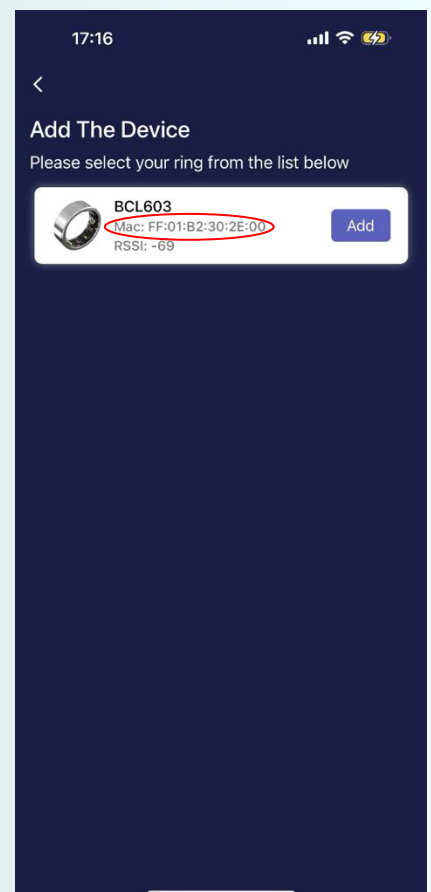 17:16
Add The Device
Please select your ring from the list below
BCL603
Mac: FF:01:B2:30:2E:00
Add
RSSI: -69